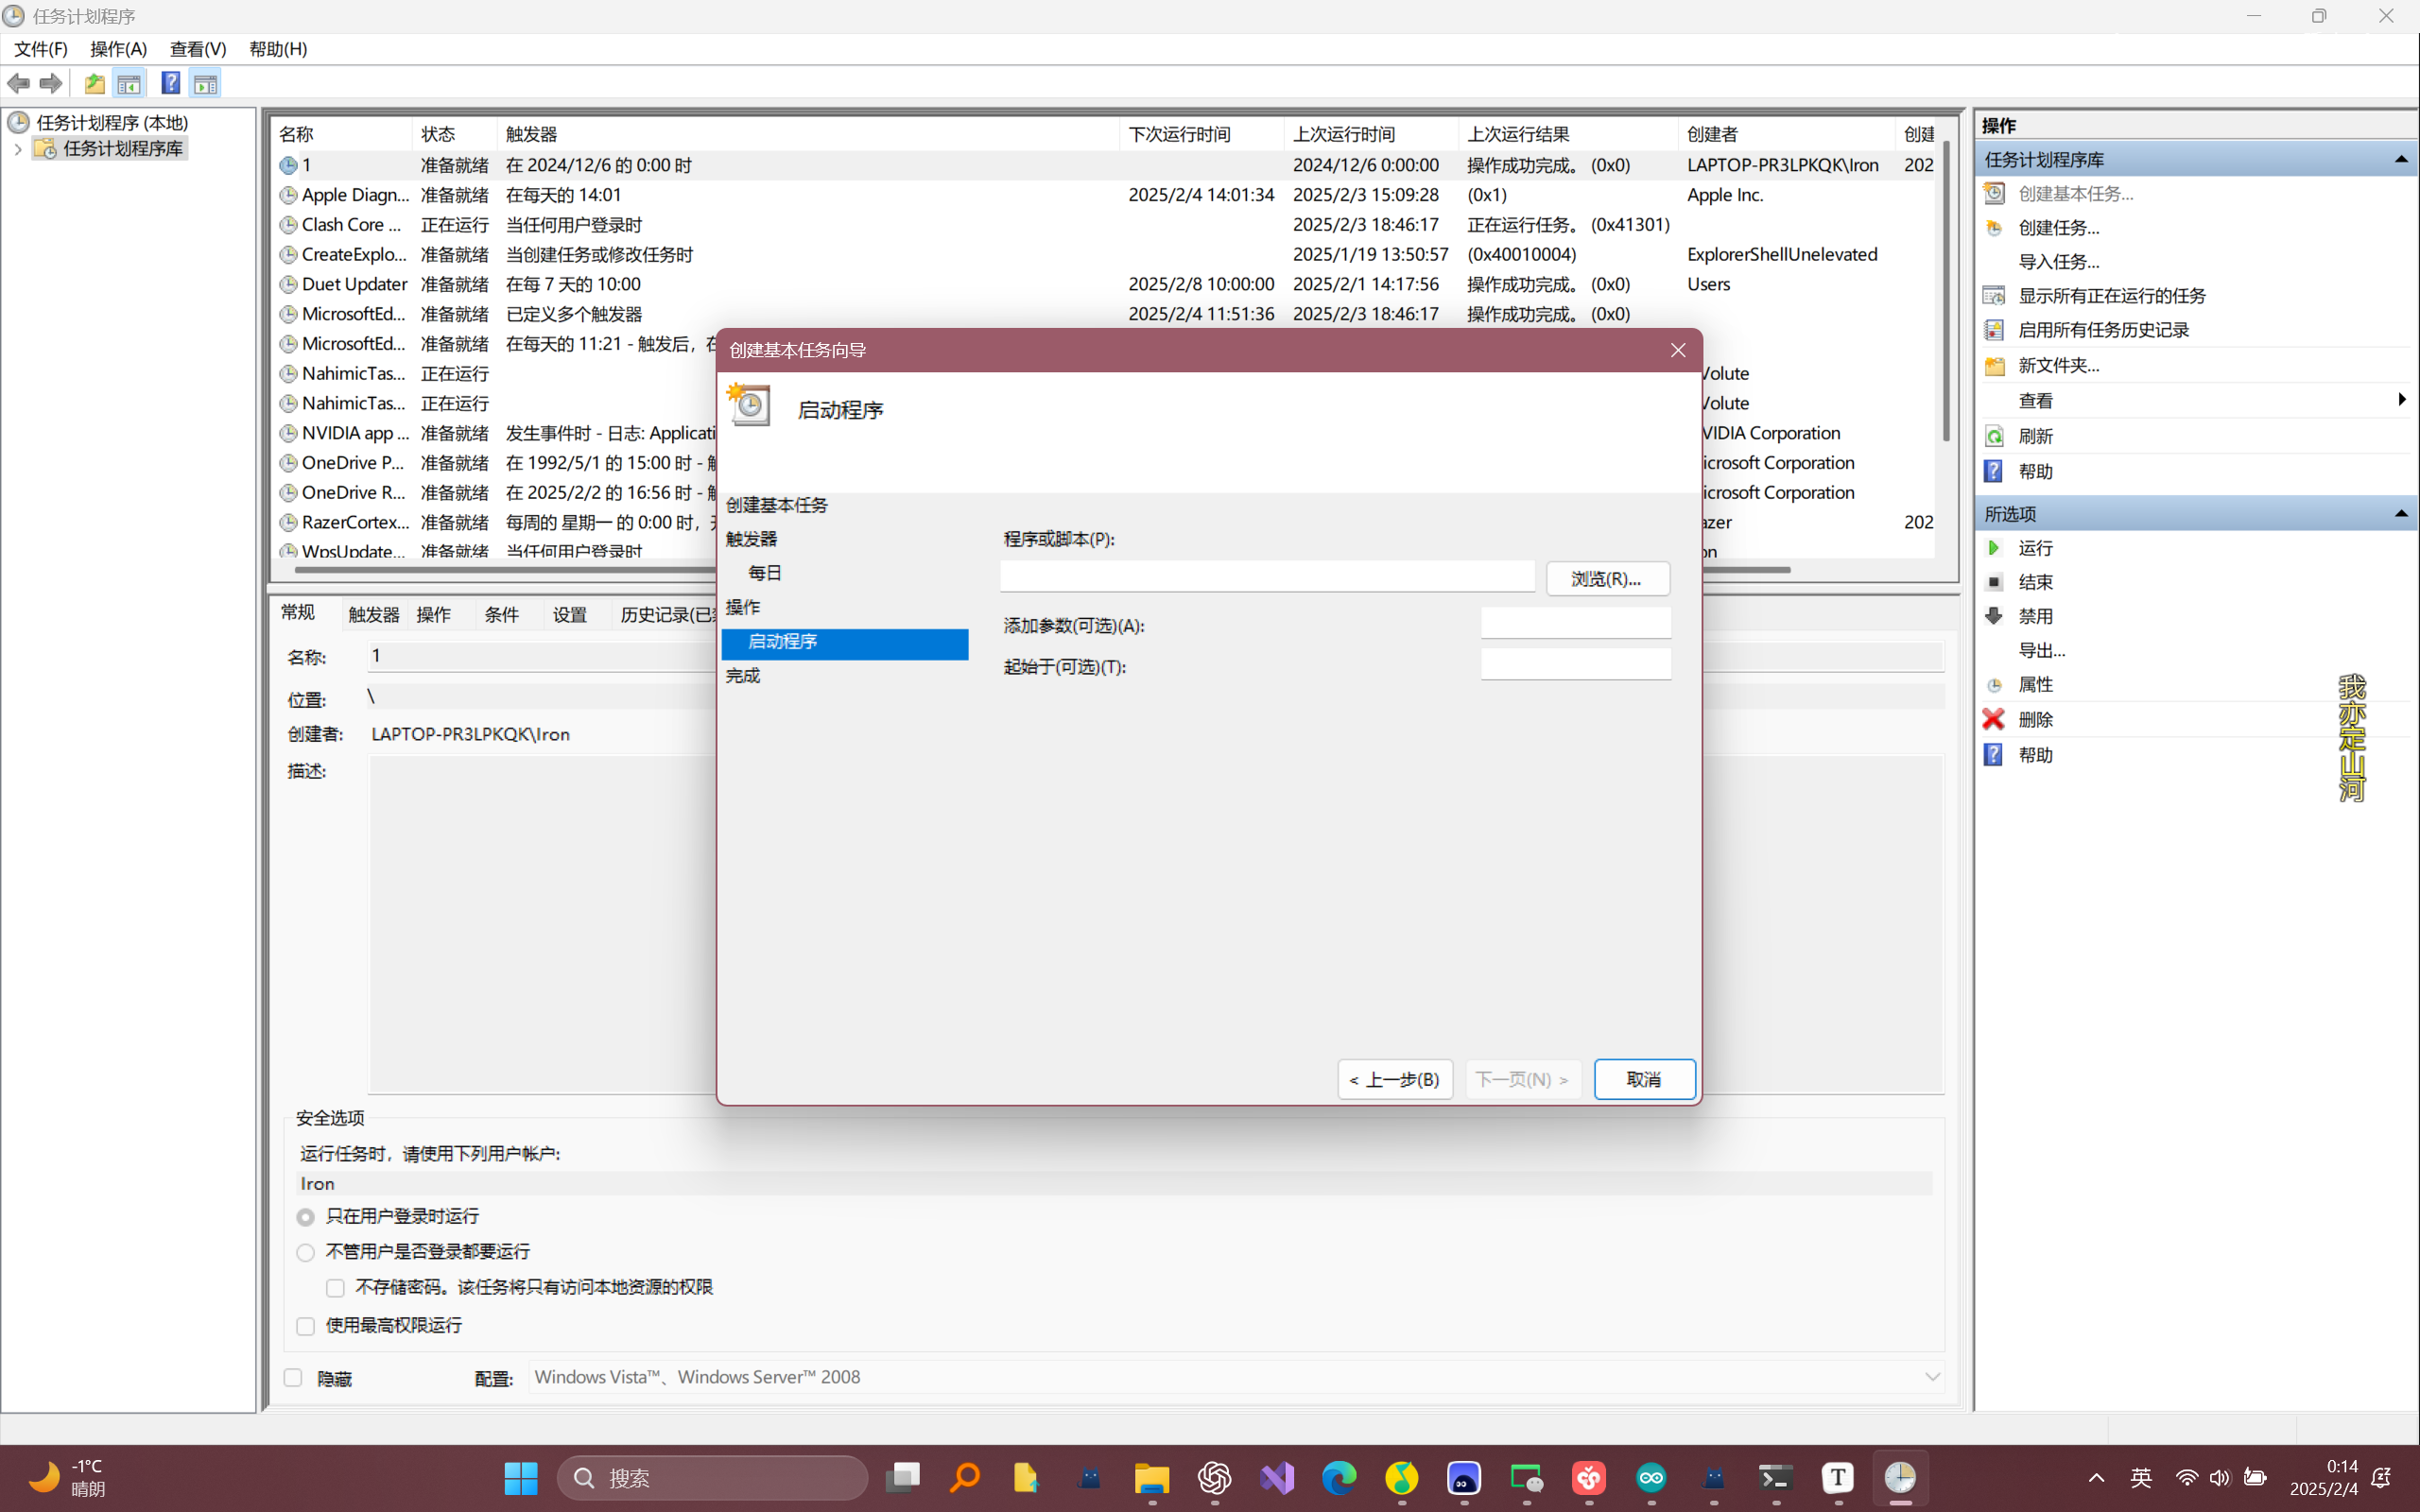 任务计划程序
文件(F) 操作(A) 查看(V) 帮助(H)
任务计划程序 (本地)
任务计划程序库
名称 状态 触发器 下次运行时间 上次运行时间 上次运行结果 创建者 创建
1 准备就绪 在 2024/12/6 的 0:00 时 2024/12/6 0:00:00 操作成功完成。 (0x0) LAPTOP-PR3LPKQK\Iron 202
Apple Diagn... 准备就绪 在每天的 14:01 2025/2/4 14:01:34 2025/2/3 15:09:28 (0x1) Apple Inc.
Clash Core ... 正在运行 当任何用户登录时 2025/2/3 18:46:17 正在运行任务。 (0x41301)
CreateExplo... 准备就绪 当创建任务或修改任务时 2025/1/19 13:50:57 (0x40010004) ExplorerShellUnelevated
Duet Updater 准备就绪 在每 7 天的 10:00 2025/2/8 10:00:00 2025/2/1 14:17:56 操作成功完成。 (0x0) Users
MicrosoftEd... 准备就绪 已定义多个触发器 2025/2/4 11:51:36 2025/2/3 18:46:17 操作成功完成。 (0x0)
MicrosoftEd... 准备就绪 在每天的 11:21 - 触发后，在
NahimicTas... 正在运行 Volute
NahimicTas... 正在运行 Volute
NVIDIA app ... 准备就绪 发生事件时 - 日志: Applicati VIDIA Corporation
OneDrive P... 准备就绪 在 1992/5/1 的 15:00 时 - 触 icrosoft Corporation
OneDrive R... 准备就绪 在 2025/2/2 的 16:56 时 - 触 icrosoft Corporation
RazerCortex... 准备就绪 每周的 星期一 的 0:00 时， azer 202
WpsUpdate... 准备就绪 当任何用户登录时 on
常规 触发器 操作 条件 设置 历史记录(已禁
名称: 1
位置: \
创建者: LAPTOP-PR3LPKQK\Iron
描述:
安全选项
运行任务时，请使用下列用户帐户:
Iron
只在用户登录时运行
不管用户是否登录都要运行
不存储密码。该任务将只有访问本地资源的权限
使用最高权限运行
隐藏 配置: Windows Vista™、Windows Server™ 2008
创建基本任务向导
启动程序
创建基本任务
触发器
每日
操作
启动程序
完成
程序或脚本(P):
浏览(R)...
添加参数(可选)(A):
起始于(可选)(T):
< 上一步(B) 下一页(N) > 取消
操作
任务计划程序库
创建基本任务...
创建任务...
导入任务...
显示所有正在运行的任务
启用所有任务历史记录
新文件夹...
查看
刷新
帮助
所选项
运行
结束
禁用
导出...
属性
删除
帮助
我亦定山河
-1°C
晴朗
搜索
英
0:14
2025/2/4